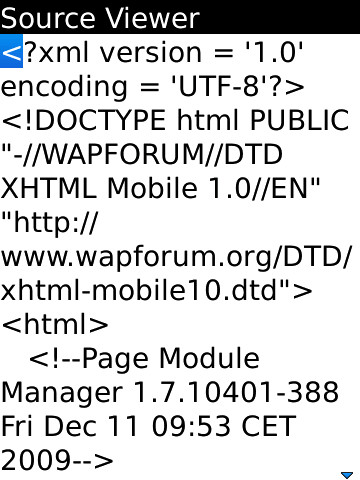 Source Viewer
<?xml version = '1.0'
encoding = 'UTF-8'?>
<!DOCTYPE html PUBLIC
"-//WAPFORUM//DTD
XHTML Mobile 1.0//EN"
"http://
www.wapforum.org/DTD/
xhtml-mobile10.dtd">
<html>
<!--Page Module
Manager 1.7.10401-388
Fri Dec 11 09:53 CET
2009-->